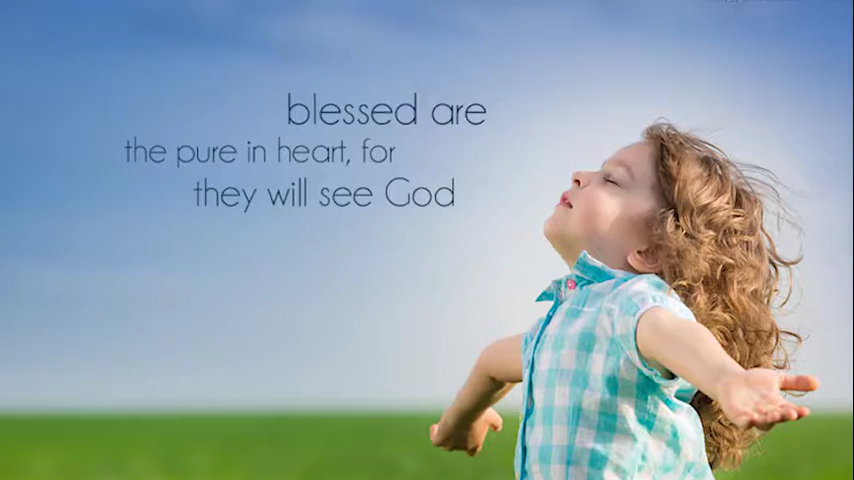 blessed are
the pure in heart, for
they will see God